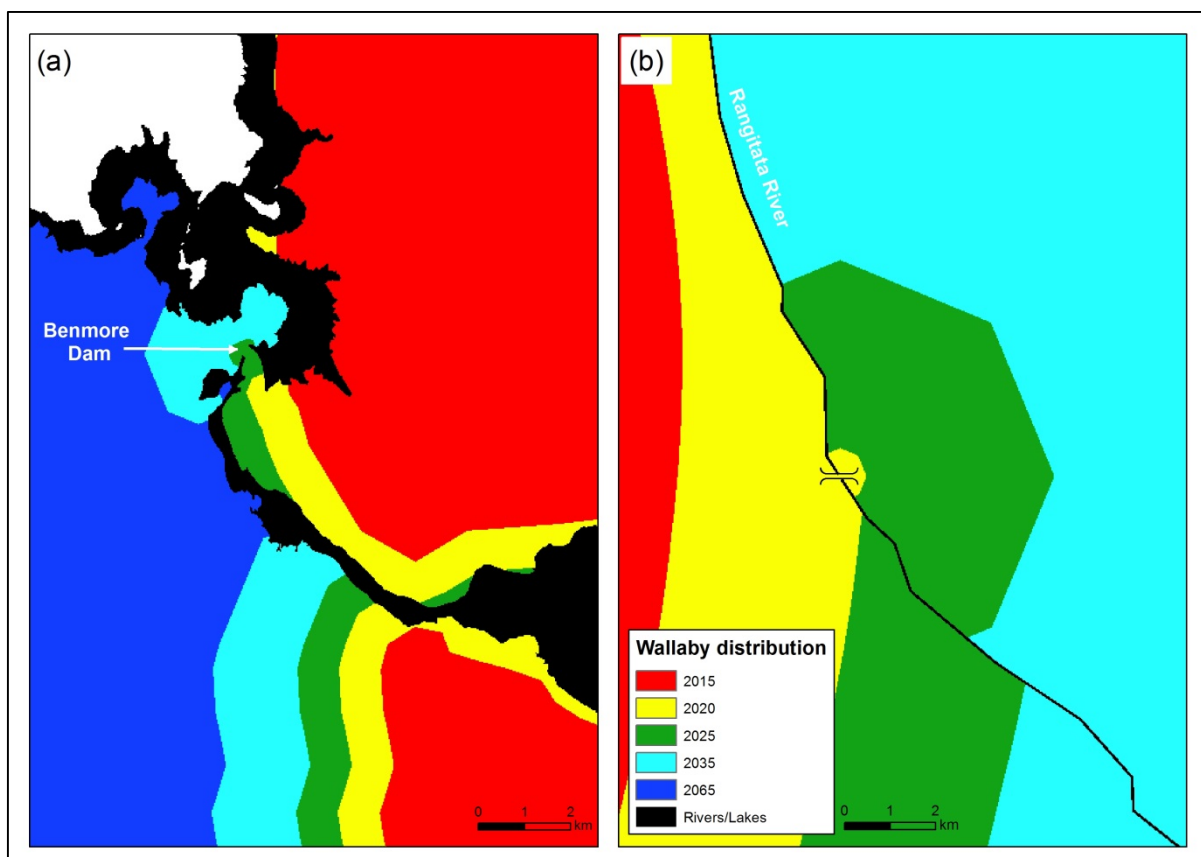 (a)
Benmore
Dam
0 1 2
km
(b)
Rangitata River
Wallaby distribution
2015
2020
2025
2035
2065
Rivers/Lakes
0 1 2
km